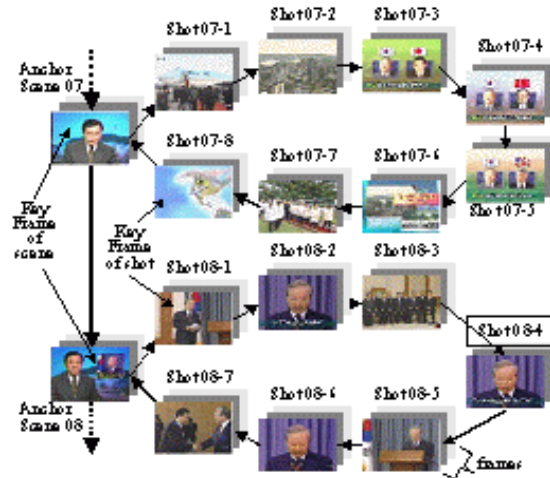 Shot07-1
Shot07-2
Shot07-3
Shot07-4
Anchor
Scene 07
Shot07-8
Shot07-7
Shot07-6
Shot07-5
Key
Frame
of
scene
Key
Frame
of shot
Shot08-1
Shot08-2
Shot08-3
Shot08-4
Shot08-7
Shot08-6
Shot08-5
Anchor
Scene 08
frames